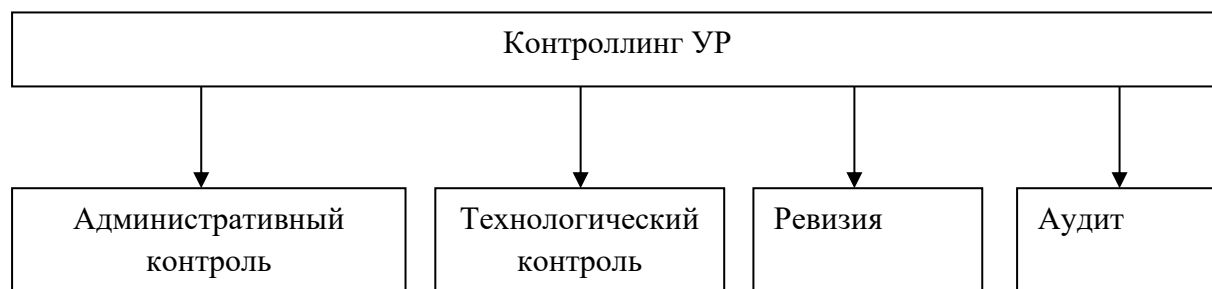 Контроллинг УР
Административный
контроль
Технологический
контроль
Ревизия
Аудит